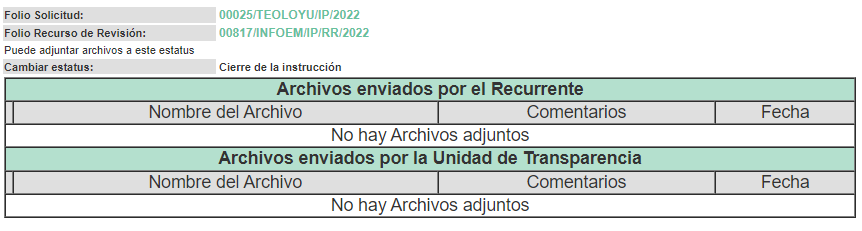 Folio Solicitud: 00025/TEOLOYU/IP/2022
Folio Recurso de Revisión: 00817/INFOEM/IP/RR/2022
Puede adjuntar archivos a este estatus
Cambiar estatus: Cierre de la instrucción
Archivos enviados por el Recurrente
Nombre del Archivo Comentarios Fecha
No hay Archivos adjuntos
Archivos enviados por la Unidad de Transparencia
Nombre del Archivo Comentarios Fecha
No hay Archivos adjuntos